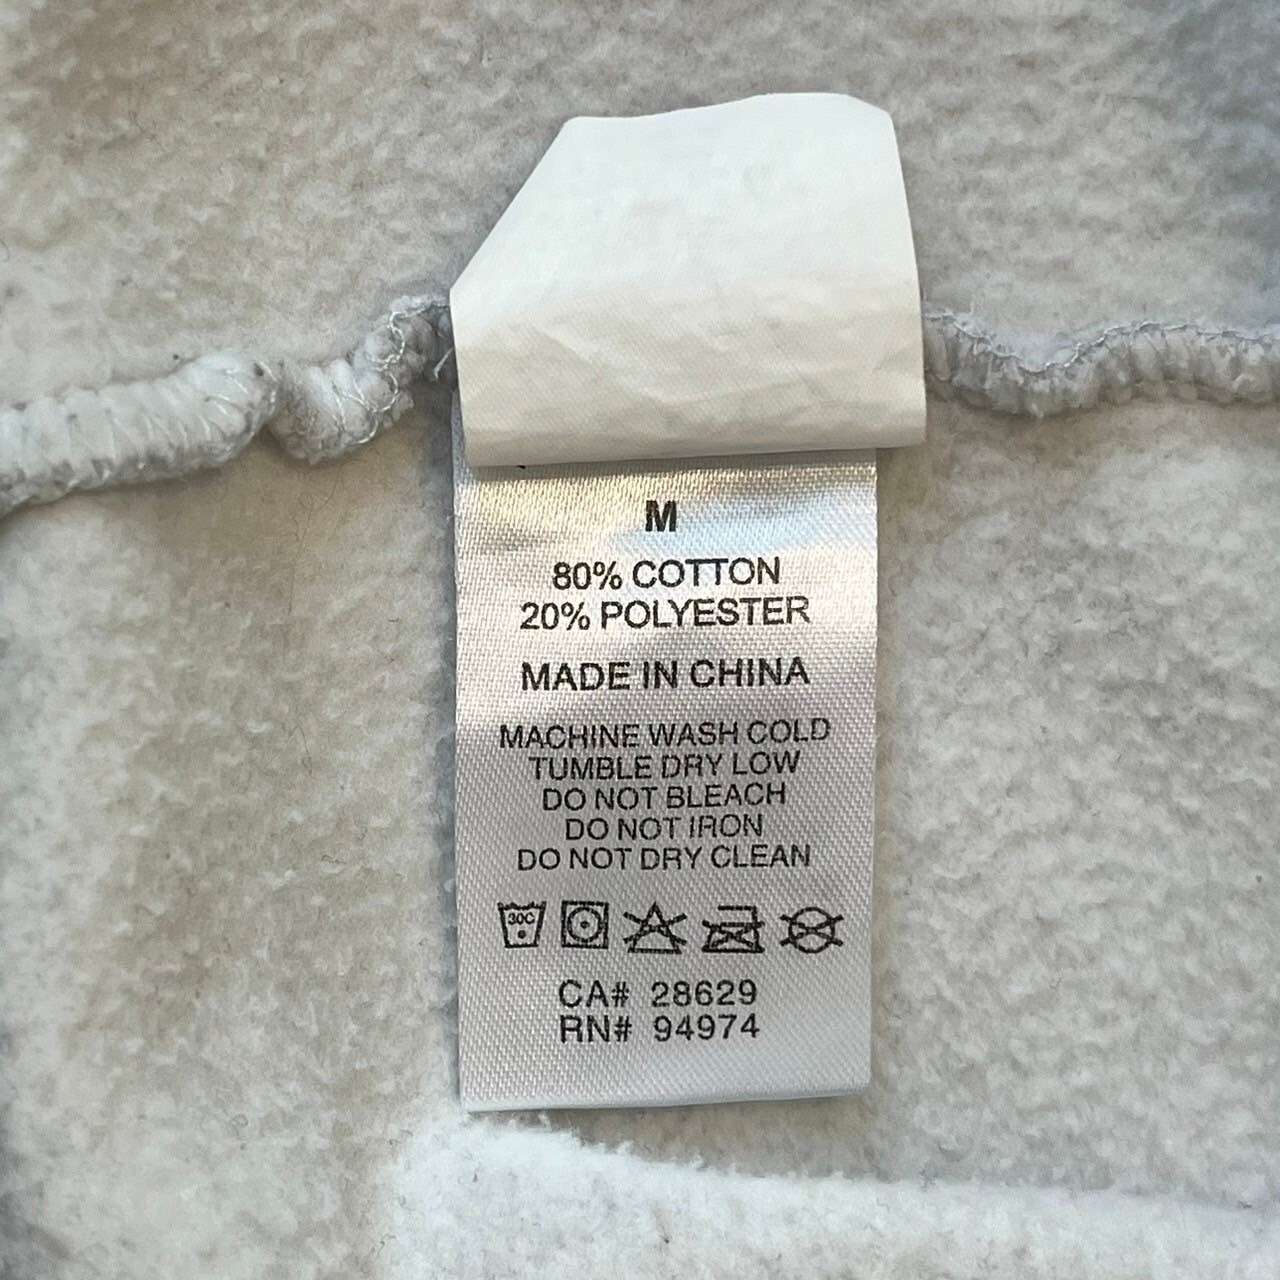 M
80% COTTON
20% POLYESTER
MADE IN CHINA
MACHINE WASH COLD
TUMBLE DRY LOW
DO NOT BLEACH
DO NOT IRON
DO NOT DRY CLEAN
30C
CA# 28629
RN# 94974